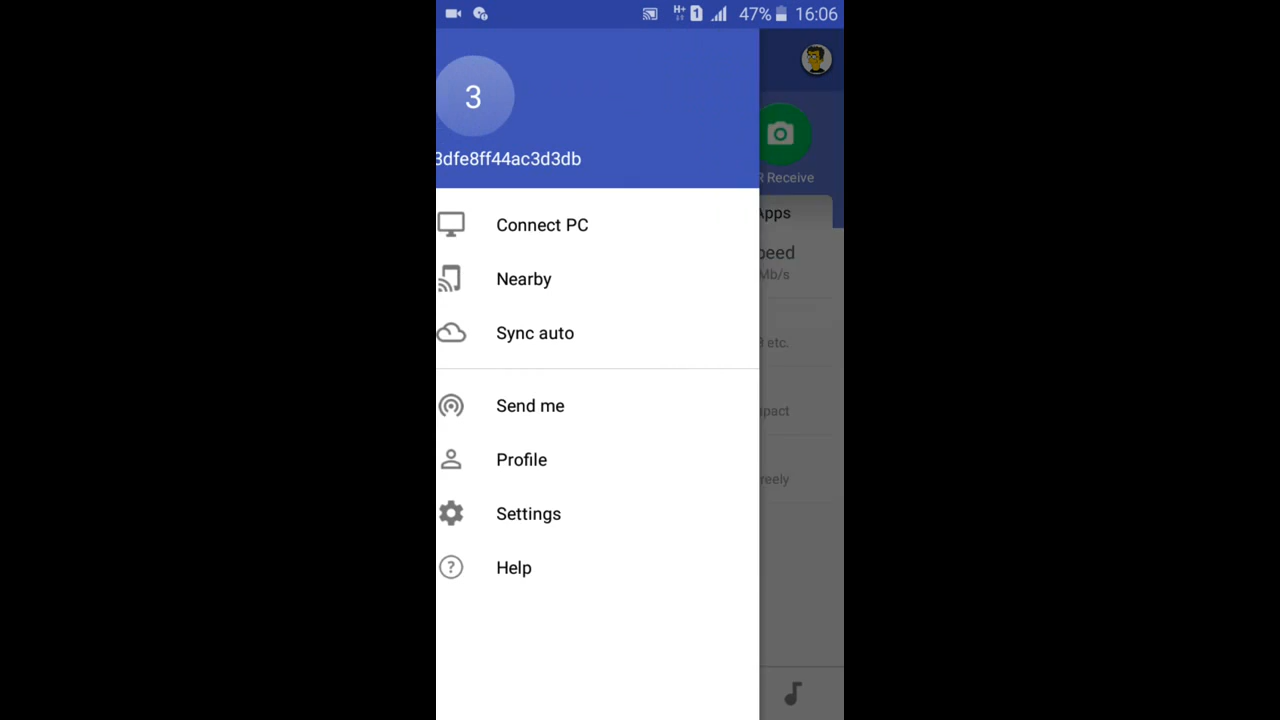 H+ 1 47% 16:06
3
3dfe8ff44ac3d3db
R Receive
Connect PC
Apps
peed
Nearby
Mb/s
Sync auto
etc.
Send me
pact
Profile
reely
Settings
Help